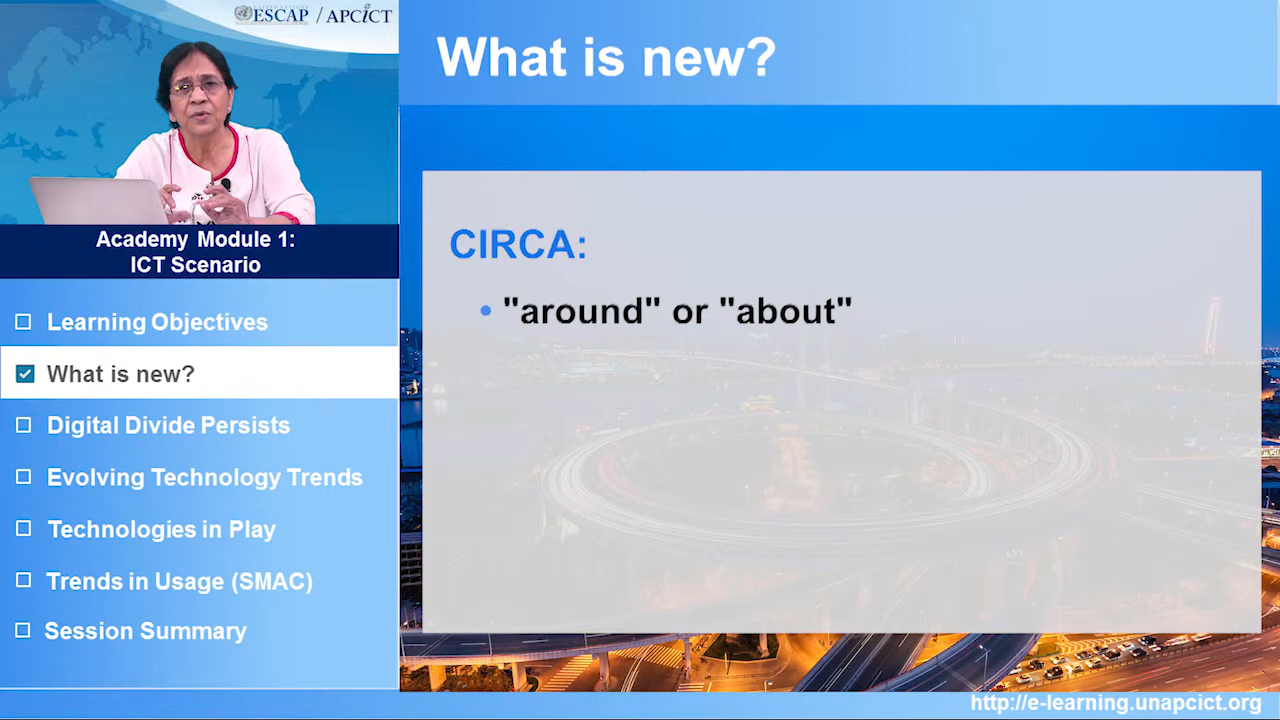 ESCAP / APCICT
What is new?
Academy Module 1:
ICT Scenario
Learning Objectives
What is new?
Digital Divide Persists
Evolving Technology Trends
Technologies in Play
Trends in Usage (SMAC)
Session Summary
CIRCA:
• "around" or "about"
http://e-learning.unapcict.org